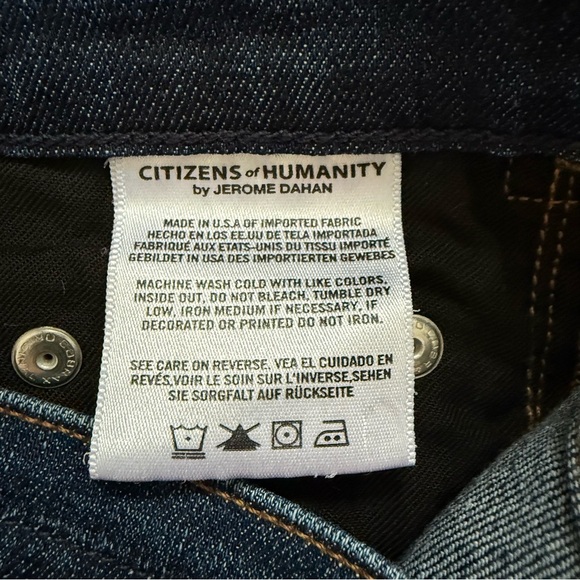 CITIZENS of HUMANITY
by JEROME DAHAN
MADE IN U.S.A OF IMPORTED FABRIC
HECHO EN LOS EE.UU DE TELA IMPORTADA
FABRIQUÉ AUX ETATS-UNIS DU TISSU IMPORTÉ
GEBILDET IN USA DES IMPORTIERTEN GEWEBES
MACHINE WASH COLD WITH LIKE COLORS,
INSIDE OUT, DO NOT BLEACH, TUMBLE DRY
LOW, IRON MEDIUM IF NECESSARY, IF
DECORATED OR PRINTED DO NOT IRON.
SEE CARE ON REVERSE. VEA EL CUIDADO EN
REVÉS,VOIR LE SOIN SUR L'INVERSE,SEHEN
SIE SORGFALT AUF RÜCKSEITE